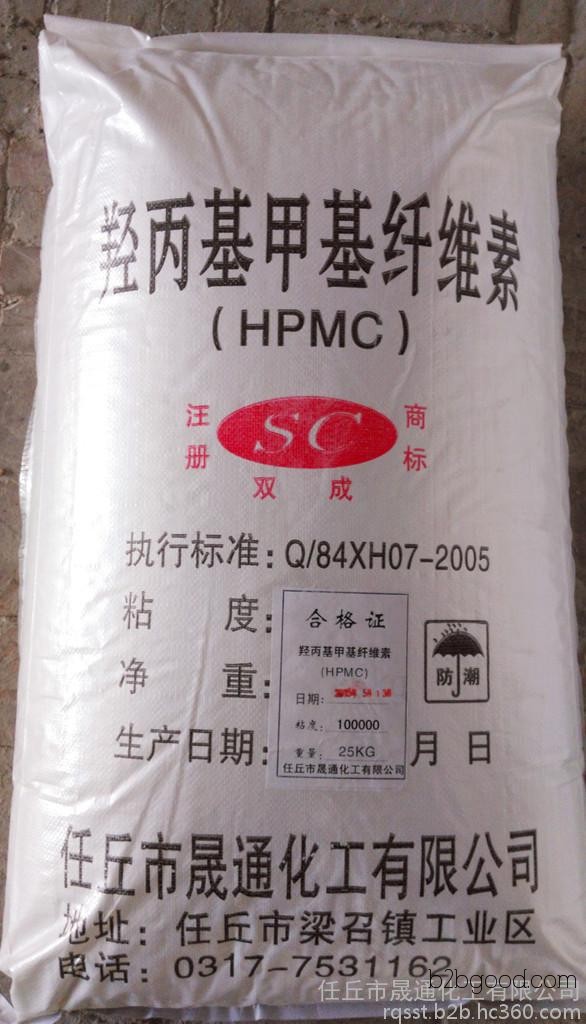 羟丙基甲基纤维素
(HPMC)
注册 商标
SC
双成
执行标准: Q/84XH07-2005
粘度:
净重:
生产日期: 月 日
合格证
羟丙基甲基纤维素
(HPMC)
日期:
粘度: 100000
重量: 25KG
任丘市晟通化工有限公司
防潮
任丘市晟通化工有限公司
地址: 任丘市梁召镇工业区
电话: 0317-7531162
b2bgood.com
任丘市晟通化工有限公司
rqsst.b2b.hc360.com